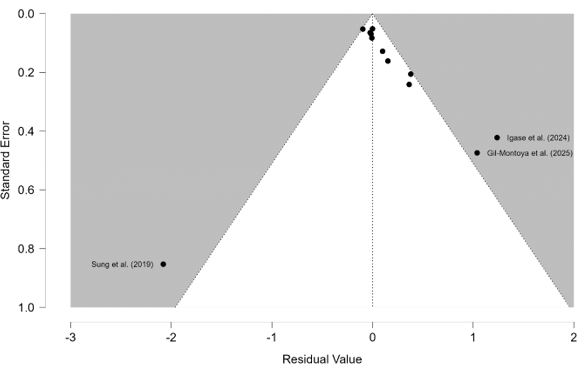 0.0
0.2
0.4
0.6
0.8
1.0
Standard Error
Igase et al. (2024)
Gil-Montoya et al. (2025)
Sung et al. (2019)
-3 -2 -1 0 1 2
Residual Value